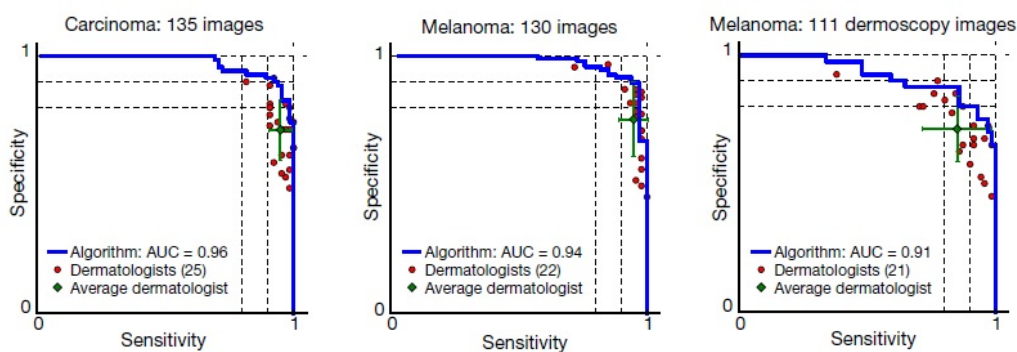 Carcinoma: 135 images
1
Specificity
Algorithm: AUC = 0.96
Dermatologists (25)
Average dermatologist
0
0
1
Sensitivity
Melanoma: 130 images
1
Specificity
Algorithm: AUC = 0.94
Dermatologists (22)
Average dermatologist
0
0
1
Sensitivity
Melanoma: 111 dermoscopy images
1
Specificity
Algorithm: AUC = 0.91
Dermatologists (21)
Average dermatologist
0
0
1
Sensitivity